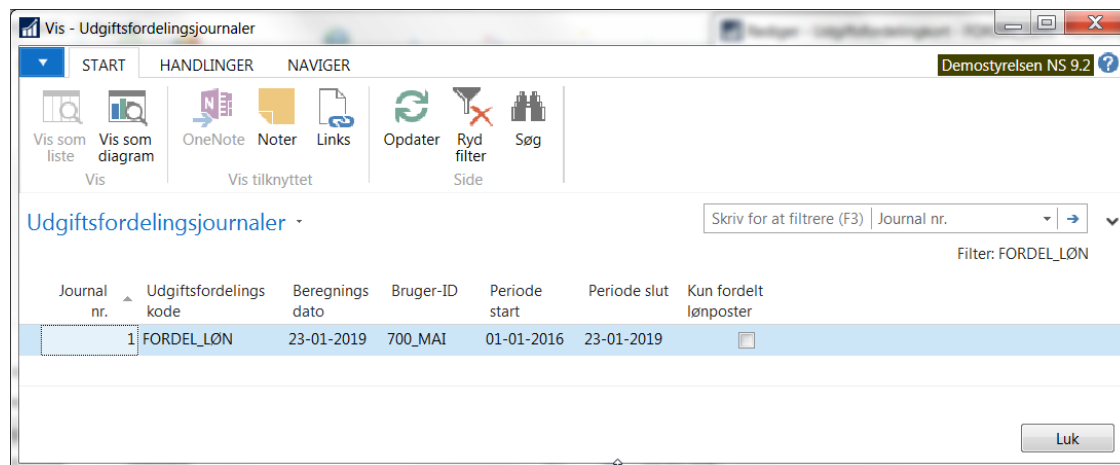 Vis - Udgiftsfordelingsjournaler
START HANDLINGER NAVIGER Demostyrelsen NS 9.2
Vis som liste
Vis som diagram
OneNote
Noter
Links
Opdater
Ryd filter
Søg
Vis
Vis tilknyttet
Side
Udgiftsfordelingsjournaler
Skriv for at filtrere (F3) Journal nr.
Filter: FORDEL_LØN
Journal nr. Udgiftsfordelings kode Beregnings dato Bruger-ID Periode start Periode slut Kun fordelt lønposter
1 FORDEL_LØN 23-01-2019 700_MAI 01-01-2016 23-01-2019
Luk